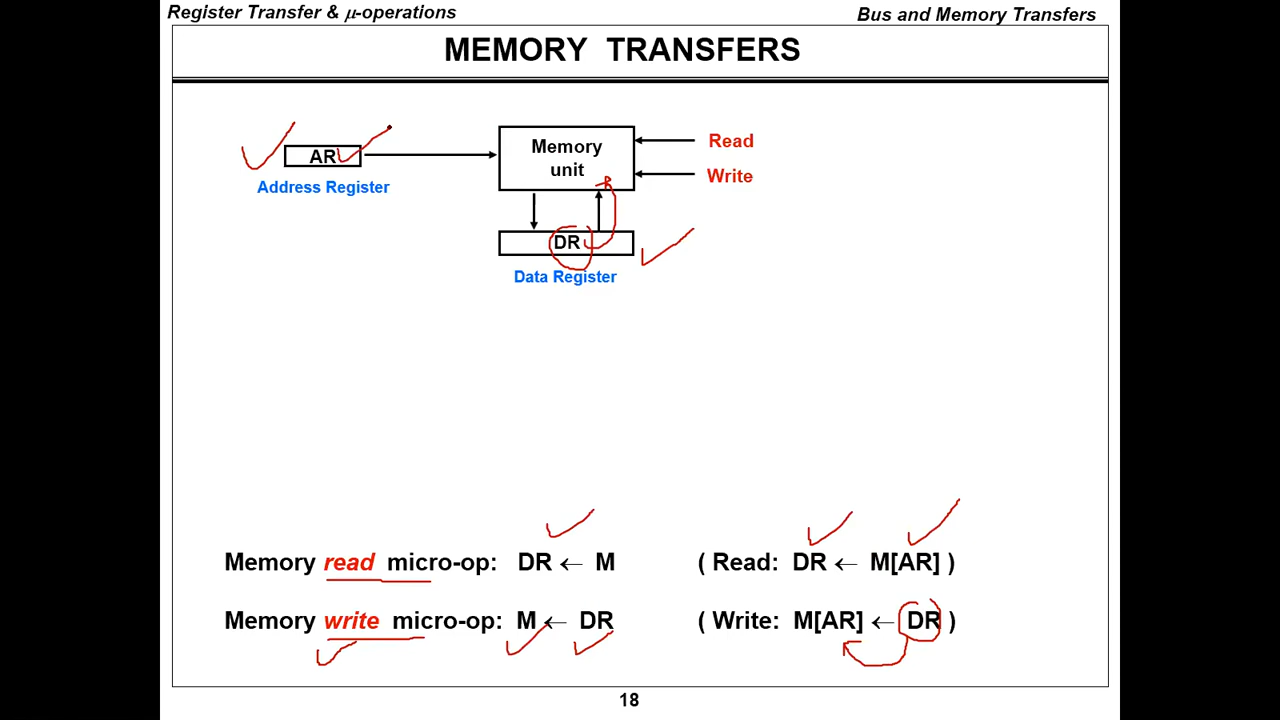 Register Transfer & μ-operations
Bus and Memory Transfers
MEMORY TRANSFERS
AR
Address Register
Memory
unit
Read
Write
DR
Data Register
Memory read micro-op: DR ← M ( Read: DR ← M[AR] )
Memory write micro-op: M ← DR ( Write: M[AR] ← DR )
18